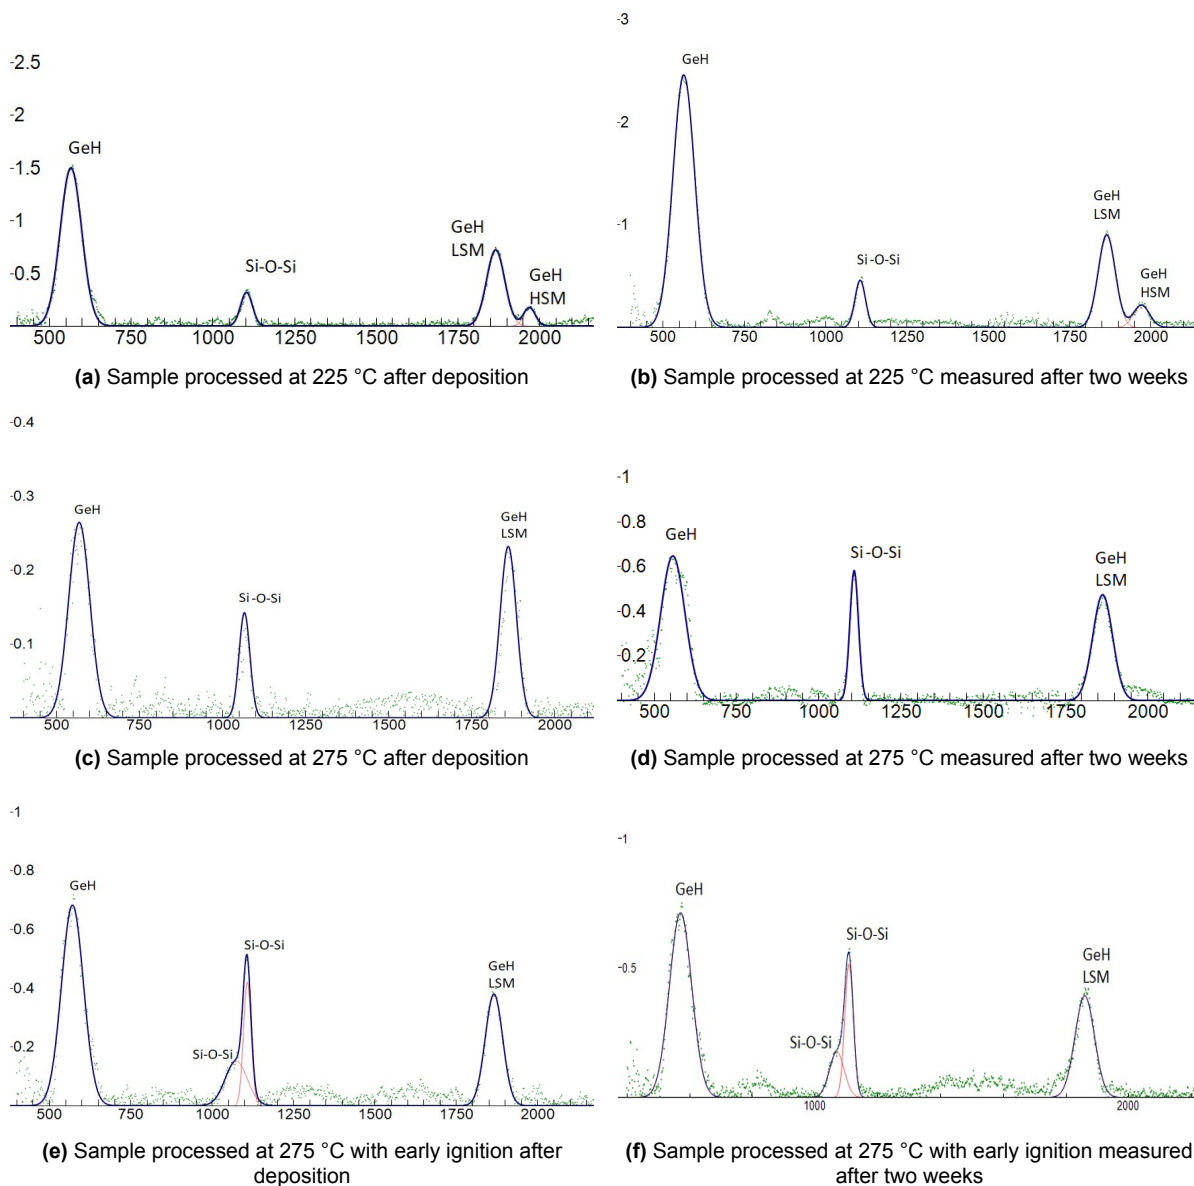 -2.5
-2
-1.5
-1
-0.5
GeH
Si-O-Si
GeH
LSM
GeH
HSM
500 750 1000 1250 1500 1750 2000
(a) Sample processed at 225 °C after deposition
-3
-2
-1
GeH
Si-O-Si
GeH
LSM
GeH
HSM
500 750 1000 1250 1500 1750 2000
(b) Sample processed at 225 °C measured after two weeks
-0.4
-0.3
-0.2
-0.1
GeH
Si-O-Si
GeH
LSM
500 750 1000 1250 1500 1750 2000
(c) Sample processed at 275 °C after deposition
-1
-0.8
-0.6
-0.4
-0.2
GeH
Si-O-Si
GeH
LSM
500 750 1000 1250 1500 1750 2000
(d) Sample processed at 275 °C measured after two weeks
-1
-0.8
-0.6
-0.4
-0.2
GeH
Si-O-Si
Si-O-Si
GeH
LSM
500 750 1000 1250 1500 1750 2000
(e) Sample processed at 275 °C with early ignition after
deposition
-1
-0.5
GeH
Si-O-Si
Si-O-Si
GeH
LSM
1000 2000
(f) Sample processed at 275 °C with early ignition measured
after two weeks